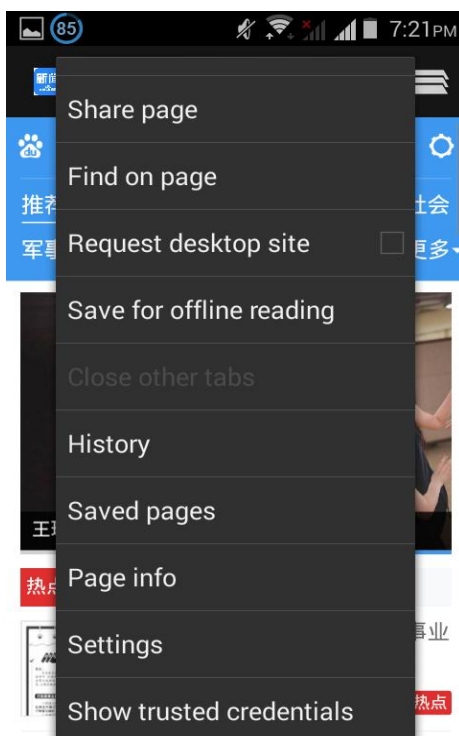 85 7:21PM
Share page
du
Find on page
推荐 社会
Request desktop site
军事 更多
Save for offline reading
Close other tabs
History
Saved pages
王
热点
Page info
事业
Settings
热点
Show trusted credentials